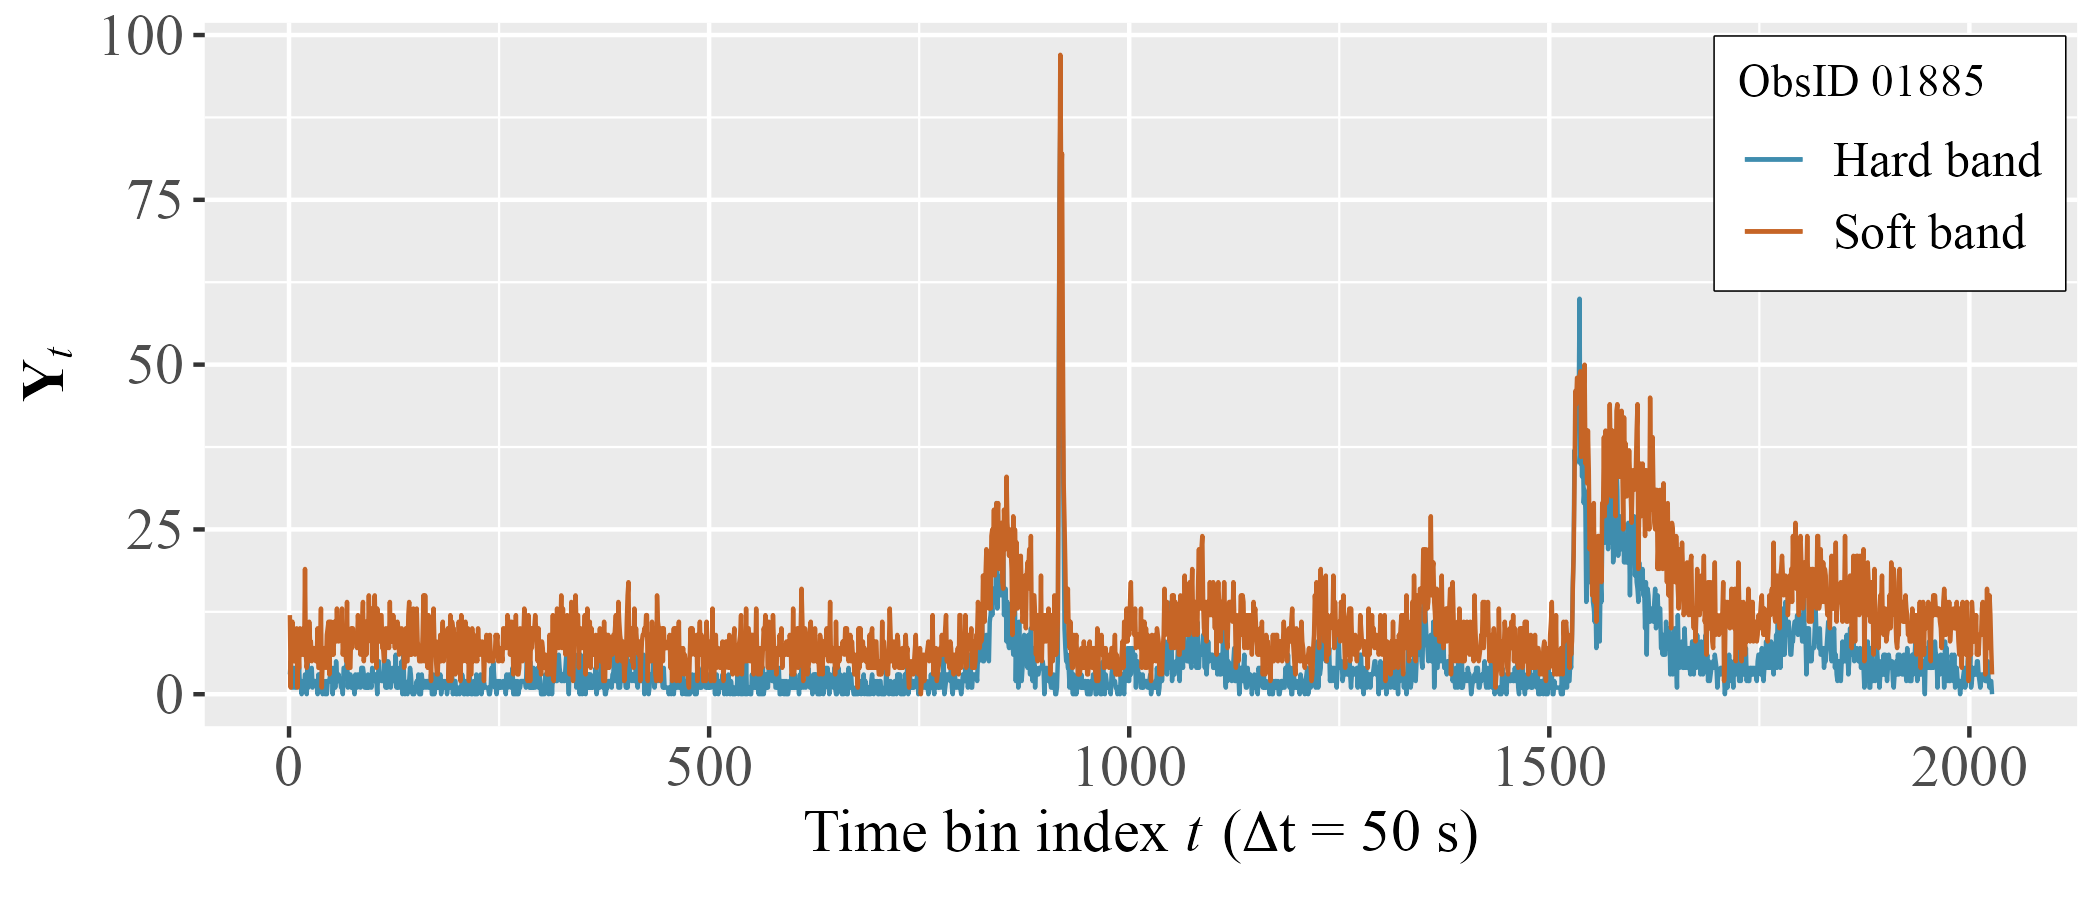 100
75
50
25
0
Y t
0 500 1000 1500 2000
Time bin index t (Δt = 50 s)
ObsID 01885
Hard band
Soft band